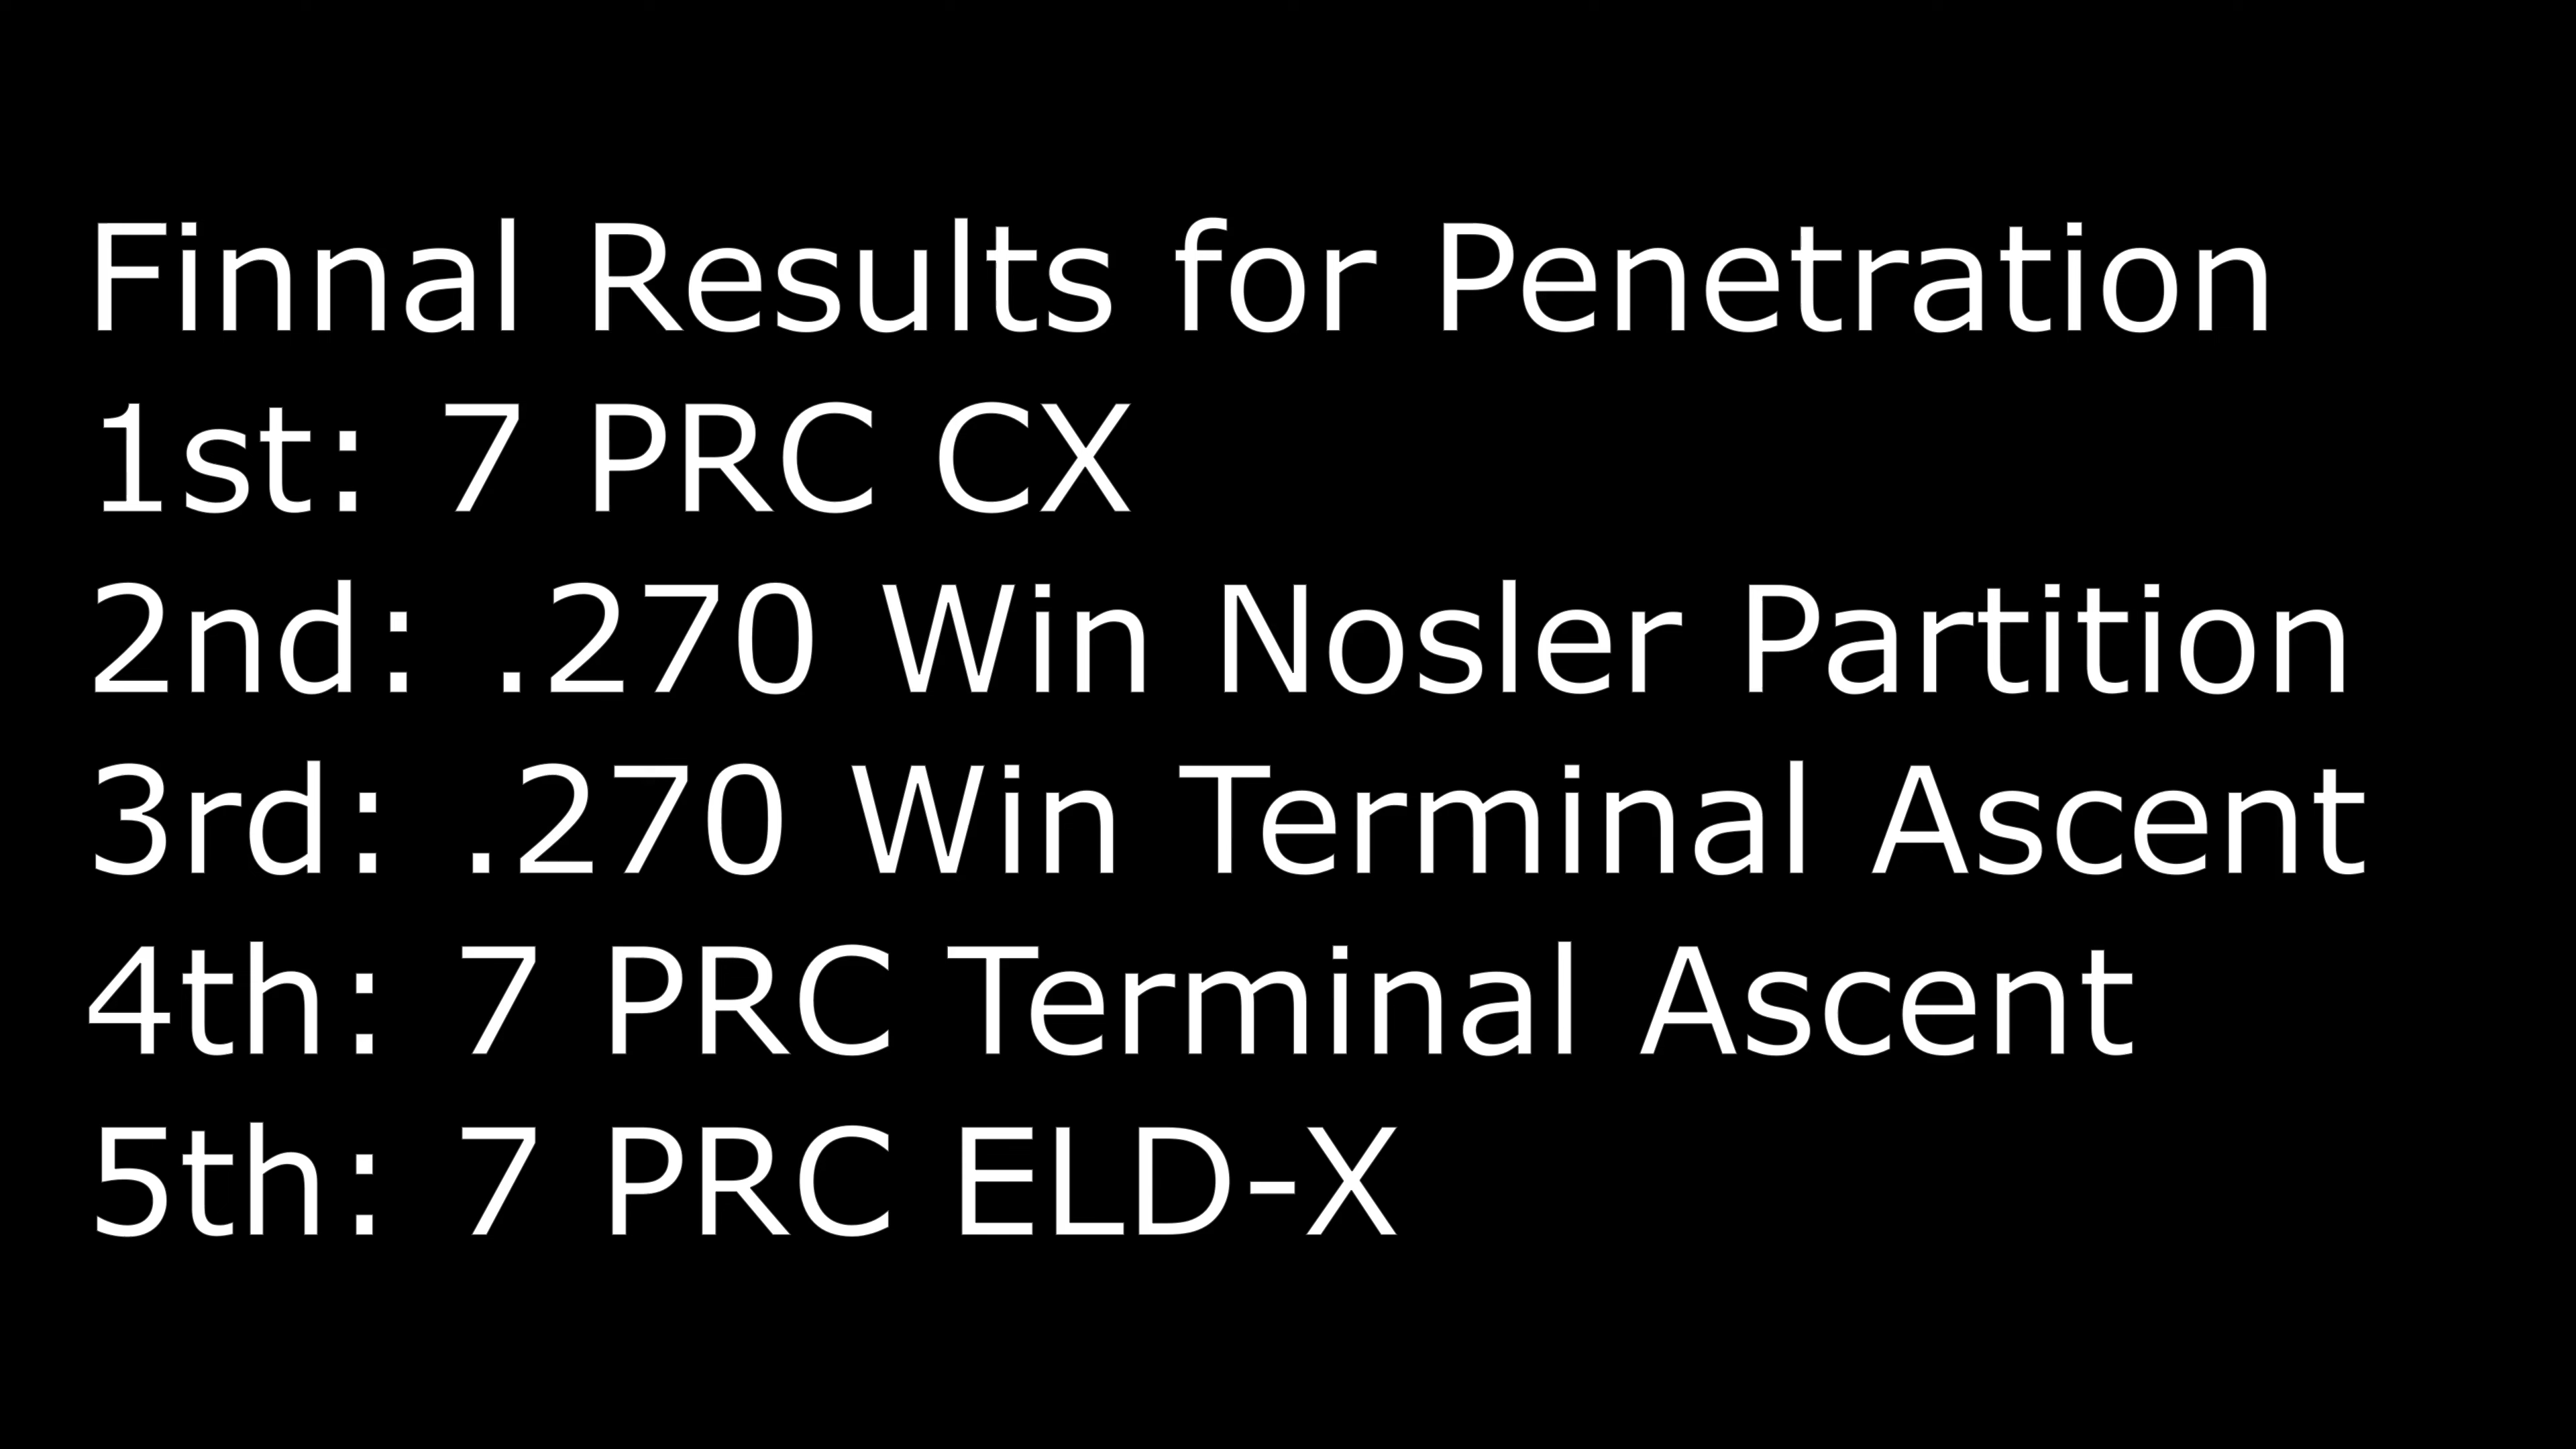 Finnal Results for Penetration
1st: 7 PRC CX
2nd: .270 Win Nosler Partition
3rd: .270 Win Terminal Ascent
4th: 7 PRC Terminal Ascent
5th: 7 PRC ELD-X